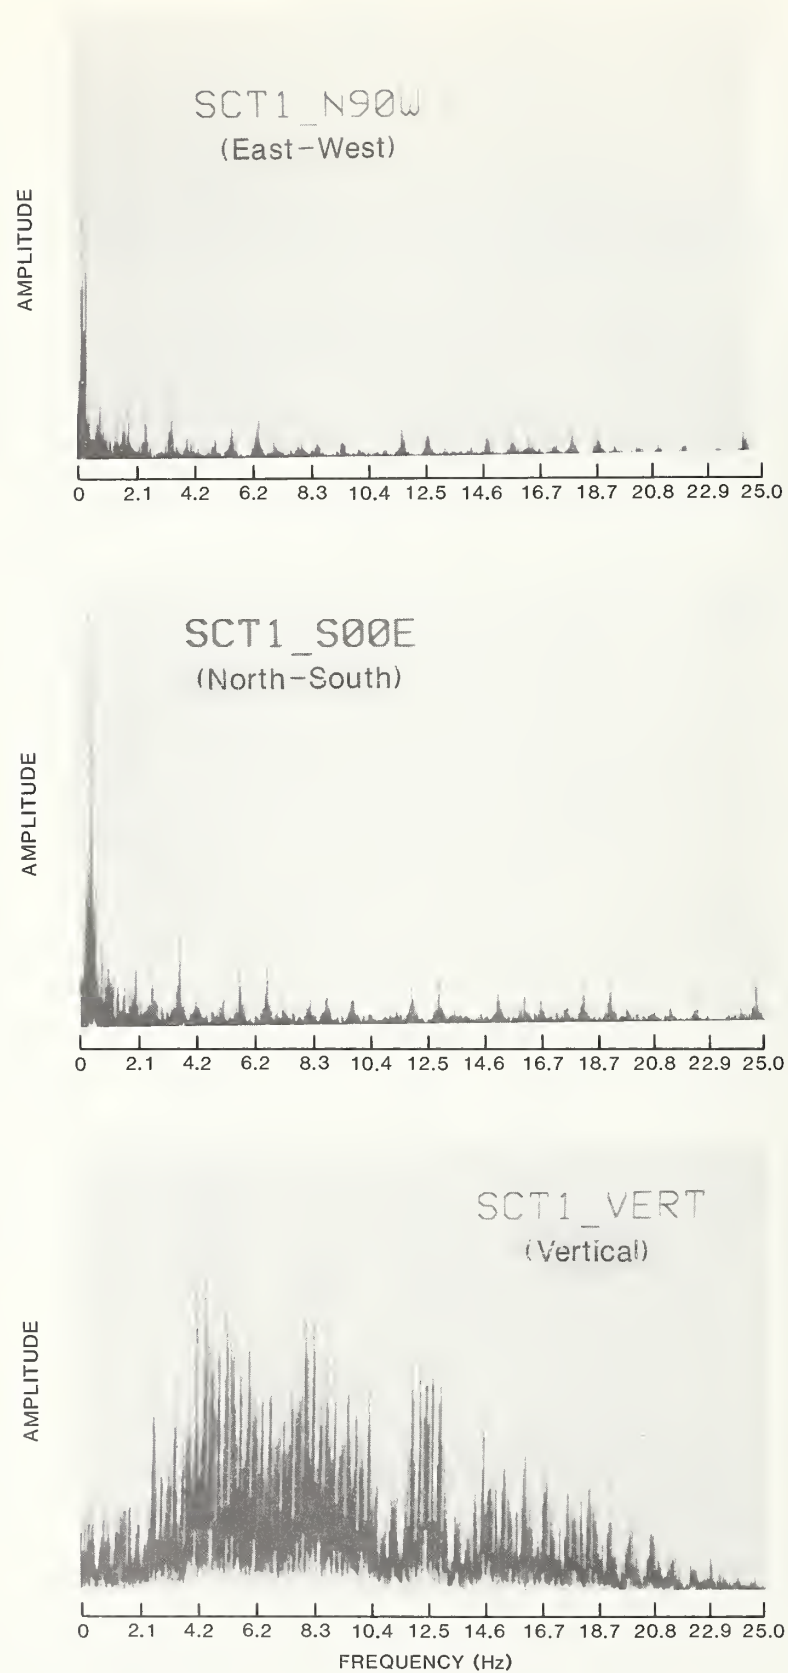 SCT1_N90W
(East-West)
AMPLITUDE
0 2.1 4.2 6.2 8.3 10.4 12.5 14.6 16.7 18.7 20.8 22.9 25.0
SCT1_S00E
(North-South)
AMPLITUDE
0 2.1 4.2 6.2 8.3 10.4 12.5 14.6 16.7 18.7 20.8 22.9 25.0
SCT1_VERT
(Vertical)
AMPLITUDE
0 2.1 4.2 6.2 8.3 10.4 12.5 14.6 16.7 18.7 20.8 22.9 25.0
FREQUENCY (Hz)